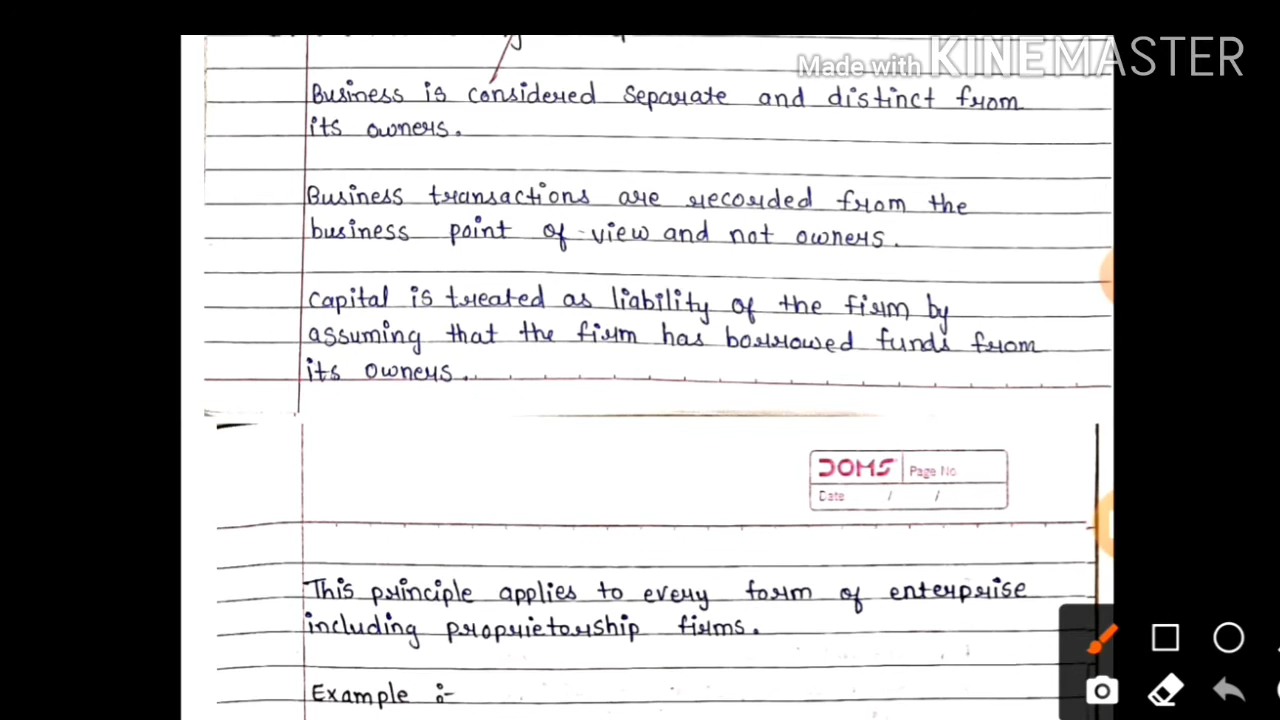 Made with KINEMASTER
Business is considered separate and distinct from
its owners.
Business transactions are recorded from the
business point of view and not owners.
Capital is treated as liability of the firm by
assuming that the firm has borrowed funds from
its owners.
DOMS Page No
Date / /
This principle applies to every form of enterprise
including proprietorship firms.
Example :-